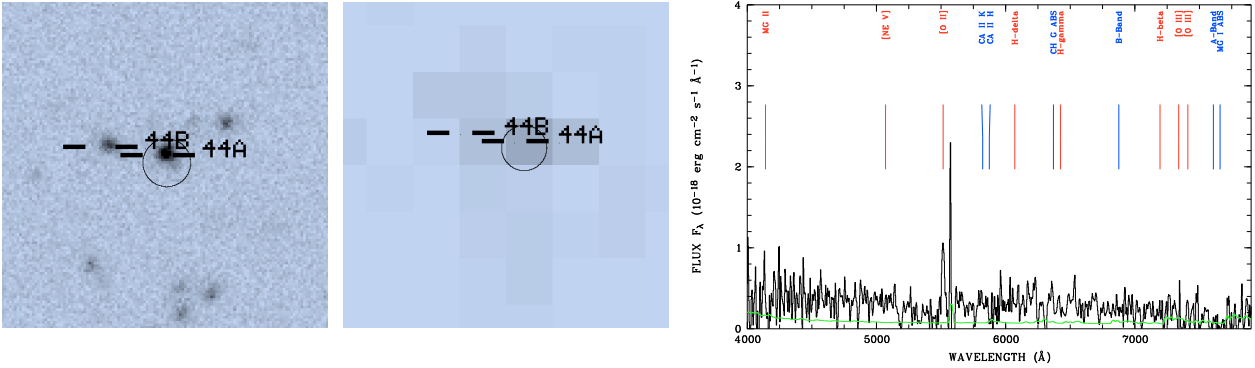 44B
44A
44B
44A
MG II
[NE V]
[O II]
CA II K
CA II H
H-delta
CH G ABS
H-gamma
B-Band
H-beta
[O III]
[O III]
A-Band
MG I ABS
FLUX Fλ (10⁻¹⁸ erg cm⁻² s⁻¹ Å⁻¹)
4
3
2
1
0
4000 5000 6000 7000
WAVELENGTH (Å)